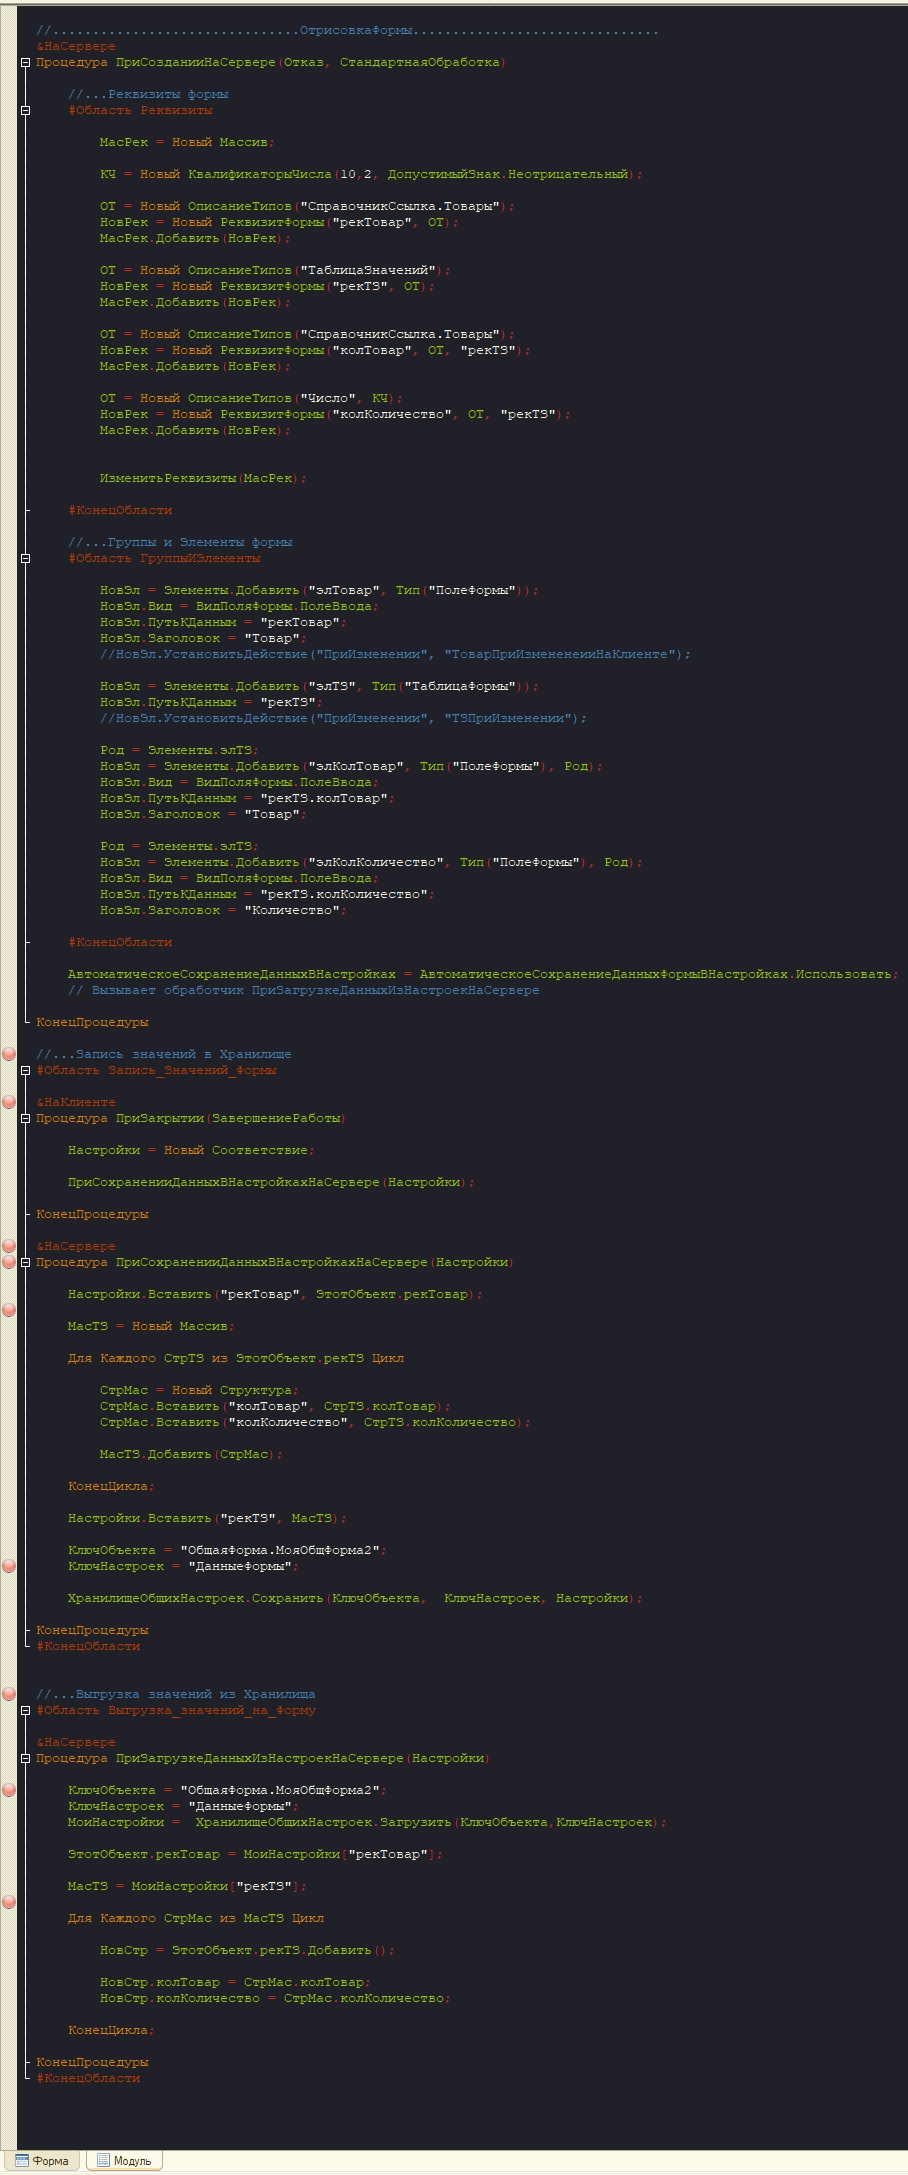 //...............................ОтрисовкаФормы...............................
&НаСервере
Процедура ПриСозданииНаСервере(Отказ, СтандартнаяОбработка)
//...Реквизиты формы
#Область Реквизиты
МасРек = Новый Массив;
КЧ = Новый КвалификаторыЧисла(10,2, ДопустимыйЗнак.Неотрицательный);
ОТ = Новый ОписаниеТипов("СправочникСсылка.Товары");
НовРек = Новый РеквизитФормы("рекТовар", ОТ);
МасРек.Добавить(НовРек);
ОТ = Новый ОписаниеТипов("ТаблицаЗначений");
НовРек = Новый РеквизитФормы("рекТЗ", ОТ);
МасРек.Добавить(НовРек);
ОТ = Новый ОписаниеТипов("СправочникСсылка.Товары");
НовРек = Новый РеквизитФормы("колТовар", ОТ, "рекТЗ");
МасРек.Добавить(НовРек);
ОТ = Новый ОписаниеТипов("Число", КЧ);
НовРек = Новый РеквизитФормы("колКоличество", ОТ, "рекТЗ");
МасРек.Добавить(НовРек);
ИзменитьРеквизиты(МасРек);
#КонецОбласти
//...Группы и Элементы формы
#Область ГруппыИЭлементы
НовЭл = Элементы.Добавить("элТовар", Тип("ПолеФормы"));
НовЭл.Вид = ВидПоляФормы.ПолеВвода;
НовЭл.ПутьКДанным = "рекТовар";
НовЭл.Заголовок = "Товар";
//НовЭл.УстановитьДействие("ПриИзменении", "ТоварПриИзмененеииНаКлиенте");
НовЭл = Элементы.Добавить("элТЗ", Тип("ТаблицаФормы"));
НовЭл.ПутьКДанным = "рекТЗ";
//НовЭл.УстановитьДействие("ПриИзменении", "ТЗПриИзменении");
Род = Элементы.элТЗ;
НовЭл = Элементы.Добавить("элКолТовар", Тип("ПолеФормы"), Род);
НовЭл.Вид = ВидПоляФормы.ПолеВвода;
НовЭл.ПутьКДанным = "рекТЗ.колТовар";
НовЭл.Заголовок = "Товар";
Род = Элементы.элТЗ;
НовЭл = Элементы.Добавить("элКолКоличество", Тип("ПолеФормы"), Род);
НовЭл.Вид = ВидПоляФормы.ПолеВвода;
НовЭл.ПутьКДанным = "рекТЗ.колКоличество";
НовЭл.Заголовок = "Количество";
#КонецОбласти
АвтоматическоеСохранениеДанныхВНастройках = АвтоматическоеСохранениеДанныхФормыВНастройках.Использовать;
// Вызывает обработчик ПриЗагрузкеДанныхИзНастроекНаСервере
КонецПроцедуры
//...Запись значений в Хранилище
#Область Запись_Значений_Формы
&НаКлиенте
Процедура ПриЗакрытии(ЗавершениеРаботы)
Настройки = Новый Соответствие;
ПриСохраненииДанныхВНастройкахНаСервере(Настройки);
КонецПроцедуры
&НаСервере
Процедура ПриСохраненииДанныхВНастройкахНаСервере(Настройки)
Настройки.Вставить("рекТовар", ЭтотОбъект.рекТовар);
МасТЗ = Новый Массив;
Для Каждого СтрТЗ из ЭтотОбъект.рекТЗ Цикл
СтрМас = Новый Структура;
СтрМас.Вставить("колТовар", СтрТЗ.колТовар);
СтрМас.Вставить("колКоличество", СтрТЗ.колКоличество);
МасТЗ.Добавить(СтрМас);
КонецЦикла;
Настройки.Вставить("рекТЗ", МасТЗ);
КлючОбъекта = "ОбщаяФорма.МояОбщФорма2";
КлючНастроек = "ДанныеФормы";
ХранилищеОбщихНастроек.Сохранить(КлючОбъекта,  КлючНастроек, Настройки);
КонецПроцедуры
#КонецОбласти
//...Выгрузка значений из Хранилища
#Область Выгрузка_значений_на_Форму
&НаСервере
Процедура ПриЗагрузкеДанныхИзНастроекНаСервере(Настройки)
КлючОбъекта = "ОбщаяФорма.МояОбщФорма2";
КлючНастроек = "ДанныеФормы";
МоиНастройки =  ХранилищеОбщихНастроек.Загрузить(КлючОбъекта,КлючНастроек);
ЭтотОбъект.рекТовар = МоиНастройки["рекТовар"];
МасТЗ = МоиНастройки["рекТЗ"];
Для Каждого СтрМас из МасТЗ Цикл
НовСтр = ЭтотОбъект.рекТЗ.Добавить();
НовСтр.колТовар = СтрМас.колТовар;
НовСтр.колКоличество = СтрМас.колКоличество;
КонецЦикла;
КонецПроцедуры
#КонецОбласти
Форма Модуль